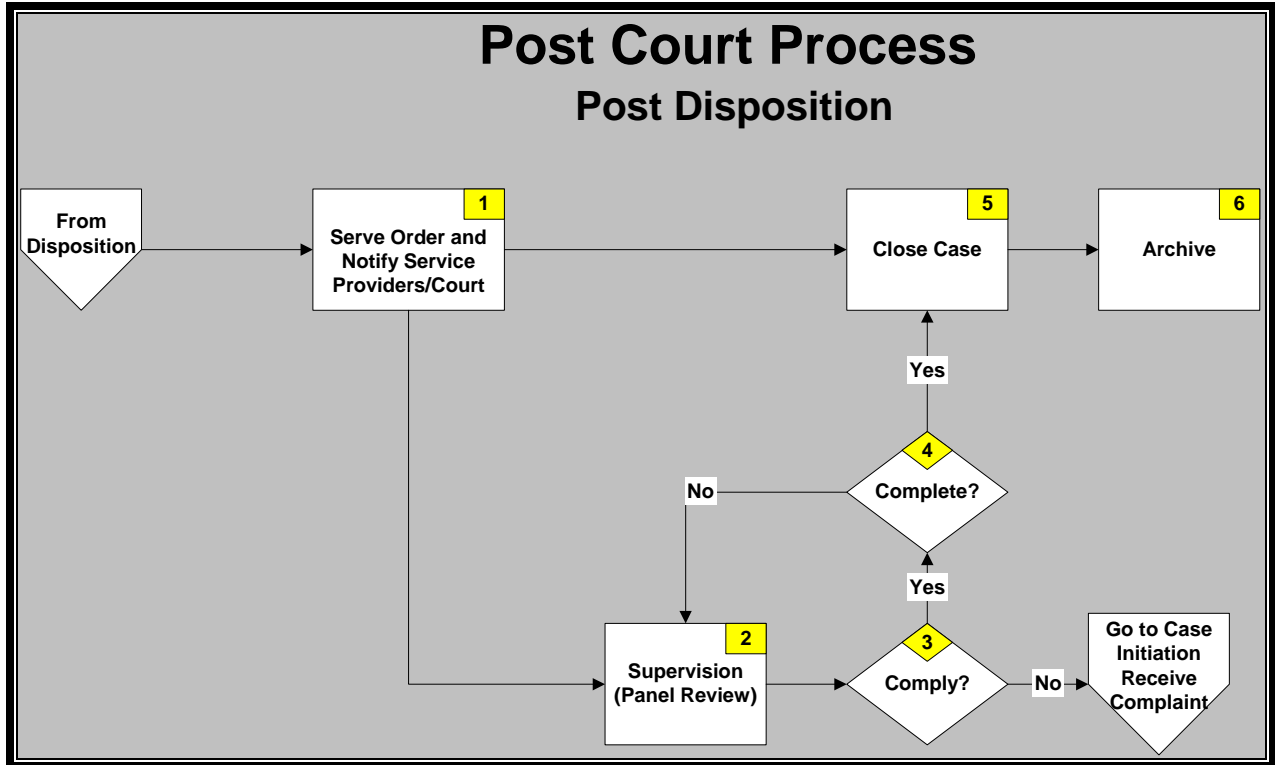 Post Court Process
Post Disposition
From
Disposition
1
Serve Order and
Notify Service
Providers/Court
5
Close Case
6
Archive
Yes
4
Complete?
No
Yes
2
Supervision
(Panel Review)
3
Comply?
No
Go to Case
Initiation
Receive
Complaint